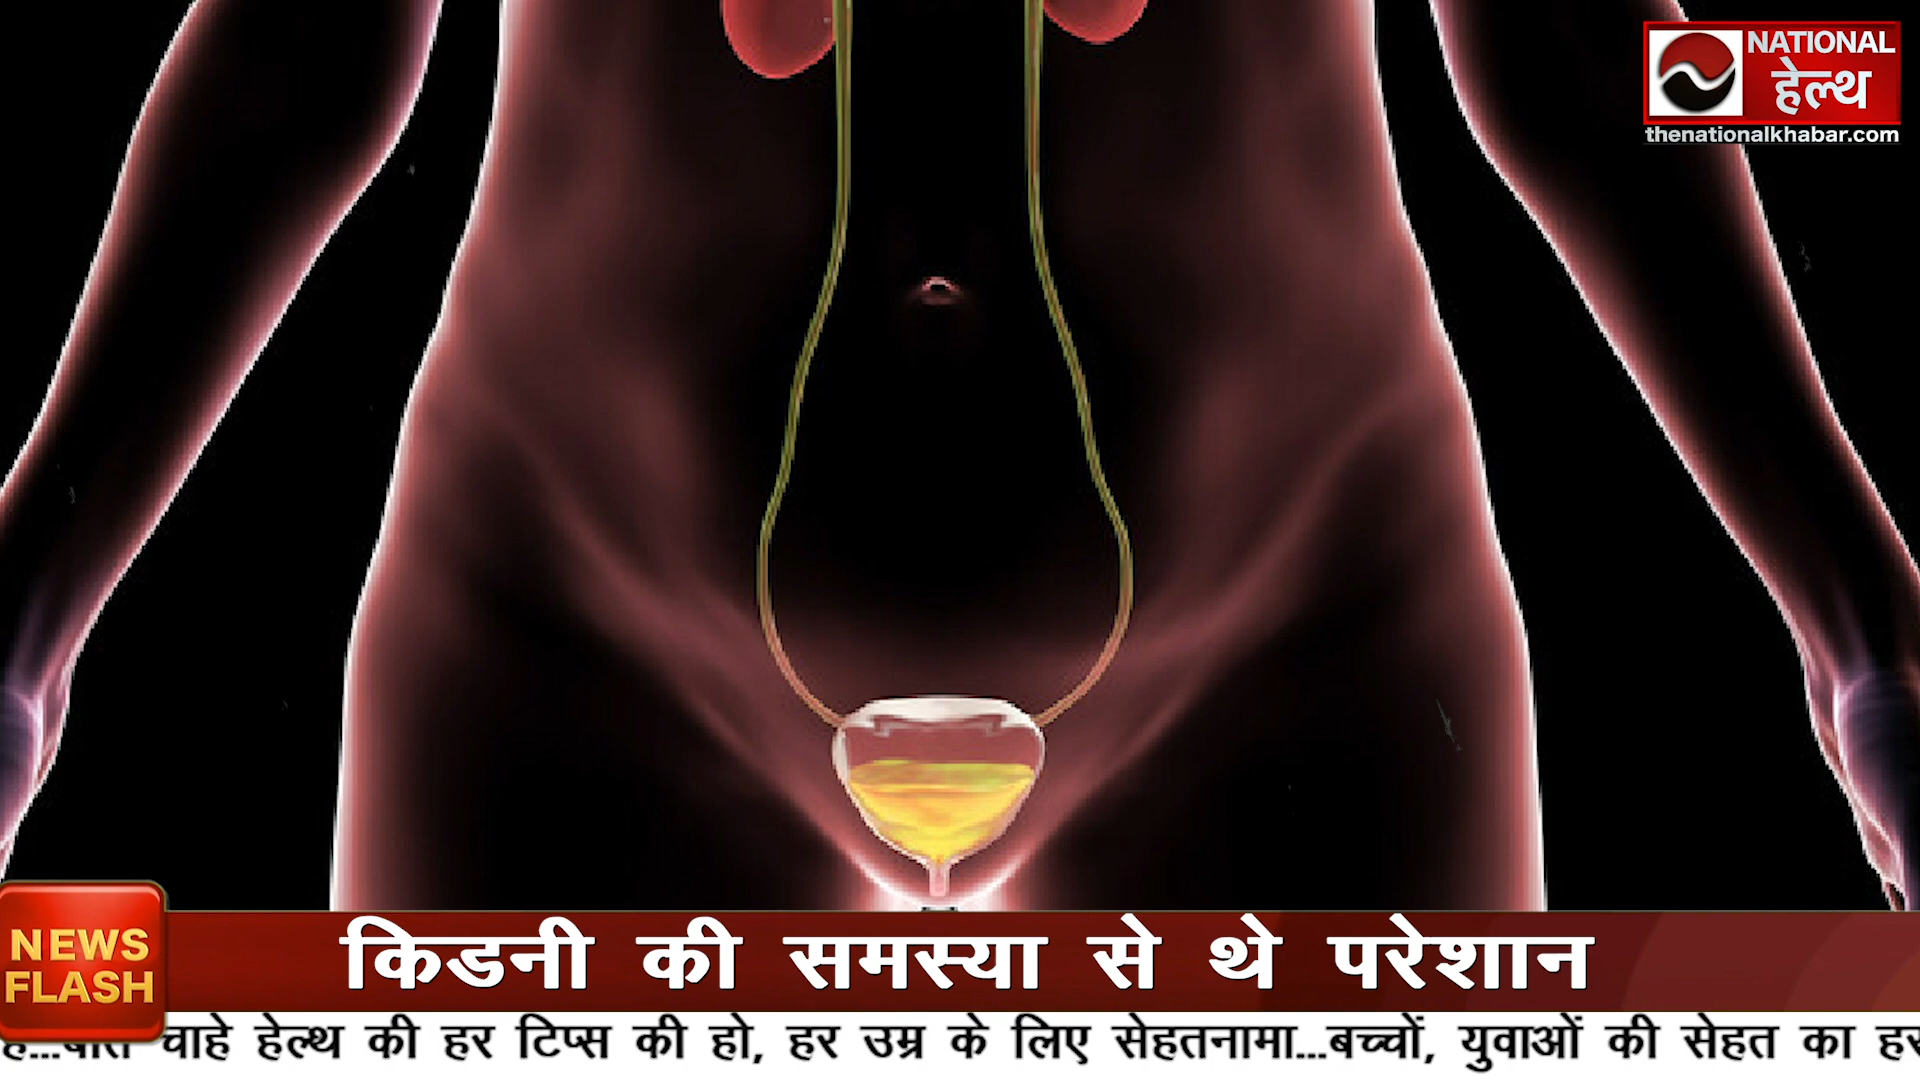 NATIONAL
हेल्थ
thenationalkhabar.com
NEWS
FLASH
किडनी की समस्या से थे परेशान
चाहे हेल्थ की हर टिप्स की हो, हर उम्र के लिए सेहतनामा...बच्चों, युवाओं की सेहत का